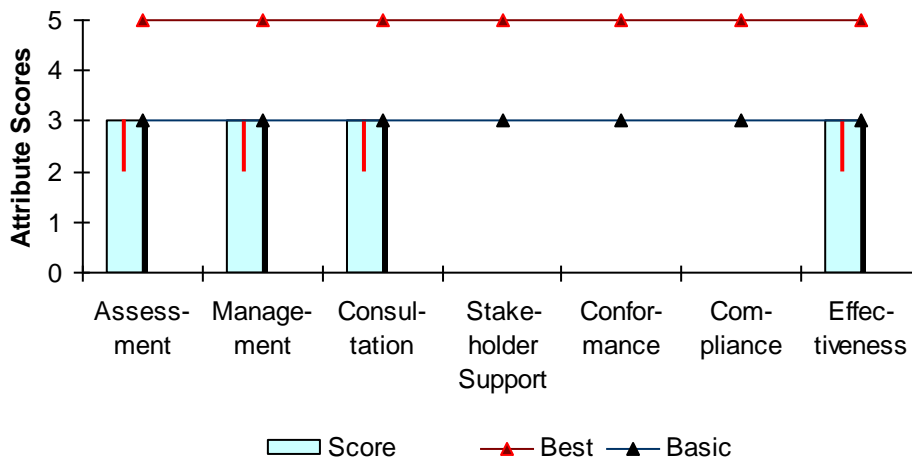 Attribute Scores
5
4
3
2
1
0
Assess-
ment
Manage-
ment
Consul-
tation
Stake-
holder
Support
Confor-
mance
Com-
pliance
Effec-
tiveness
Score
Best
Basic